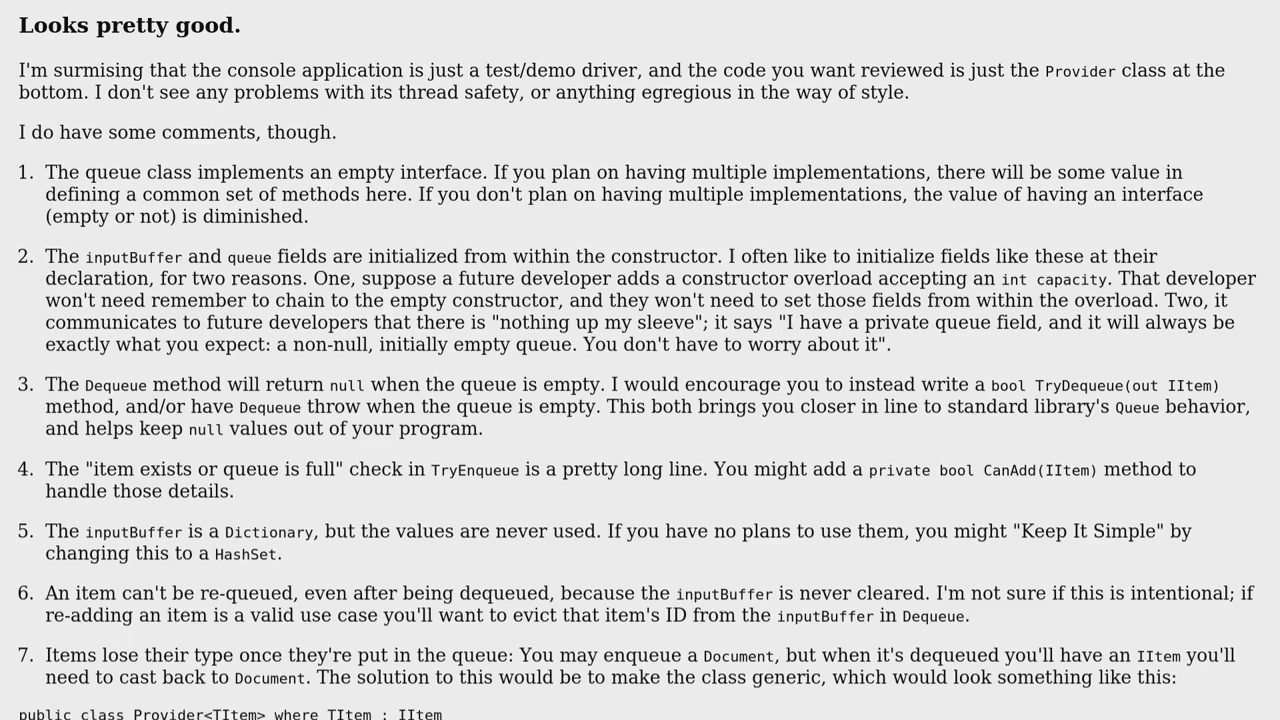 Looks pretty good.
I'm surmising that the console application is just a test/demo driver, and the code you want reviewed is just the Provider class at the
bottom. I don't see any problems with its thread safety, or anything egregious in the way of style.
I do have some comments, though.
1. The queue class implements an empty interface. If you plan on having multiple implementations, there will be some value in
defining a common set of methods here. If you don't plan on having multiple implementations, the value of having an interface
(empty or not) is diminished.
2. The inputBuffer and queue fields are initialized from within the constructor. I often like to initialize fields like these at their
declaration, for two reasons. One, suppose a future developer adds a constructor overload accepting an int capacity. That developer
won't need remember to chain to the empty constructor, and they won't need to set those fields from within the overload. Two, it
communicates to future developers that there is "nothing up my sleeve"; it says "I have a private queue field, and it will always be
exactly what you expect: a non-null, initially empty queue. You don't have to worry about it".
3. The Dequeue method will return null when the queue is empty. I would encourage you to instead write a bool TryDequeue(out IItem)
method, and/or have Dequeue throw when the queue is empty. This both brings you closer in line to standard library's Queue behavior,
and helps keep null values out of your program.
4. The "item exists or queue is full" check in TryEnqueue is a pretty long line. You might add a private bool CanAdd(IItem) method to
handle those details.
5. The inputBuffer is a Dictionary, but the values are never used. If you have no plans to use them, you might "Keep It Simple" by
changing this to a HashSet.
6. An item can't be re-queued, even after being dequeued, because the inputBuffer is never cleared. I'm not sure if this is intentional; if
re-adding an item is a valid use case you'll want to evict that item's ID from the inputBuffer in Dequeue.
7. Items lose their type once they're put in the queue: You may enqueue a Document, but when it's dequeued you'll have an IItem you'll
need to cast back to Document. The solution to this would be to make the class generic, which would look something like this:
public class Provider<TItem> where TItem : IItem